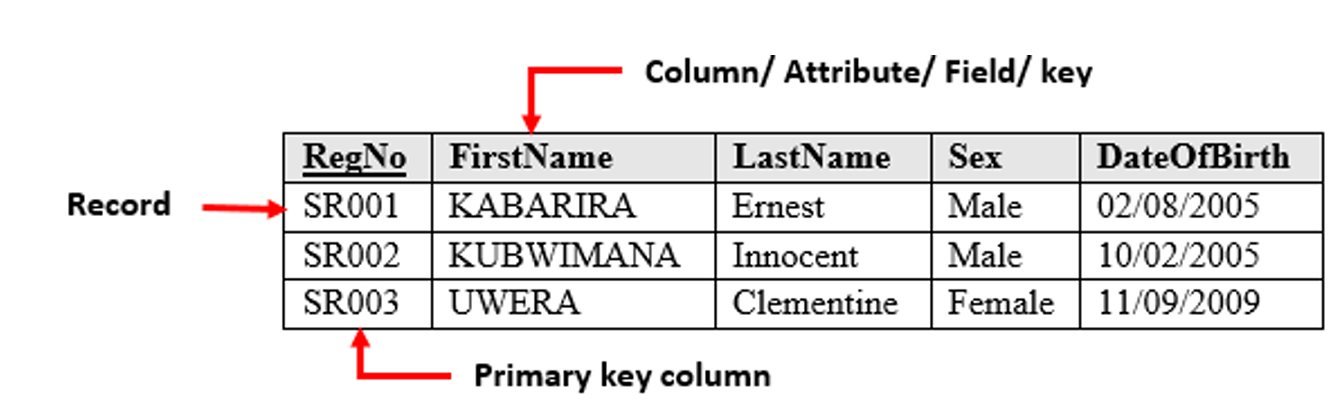 Column/ Attribute/ Field/ key
RegNo FirstName LastName Sex DateOfBirth
Record SR001 KABARIRA Ernest Male 02/08/2005
SR002 KUBWIMANA Innocent Male 10/02/2005
SR003 UWERA Clementine Female 11/09/2009
Primary key column